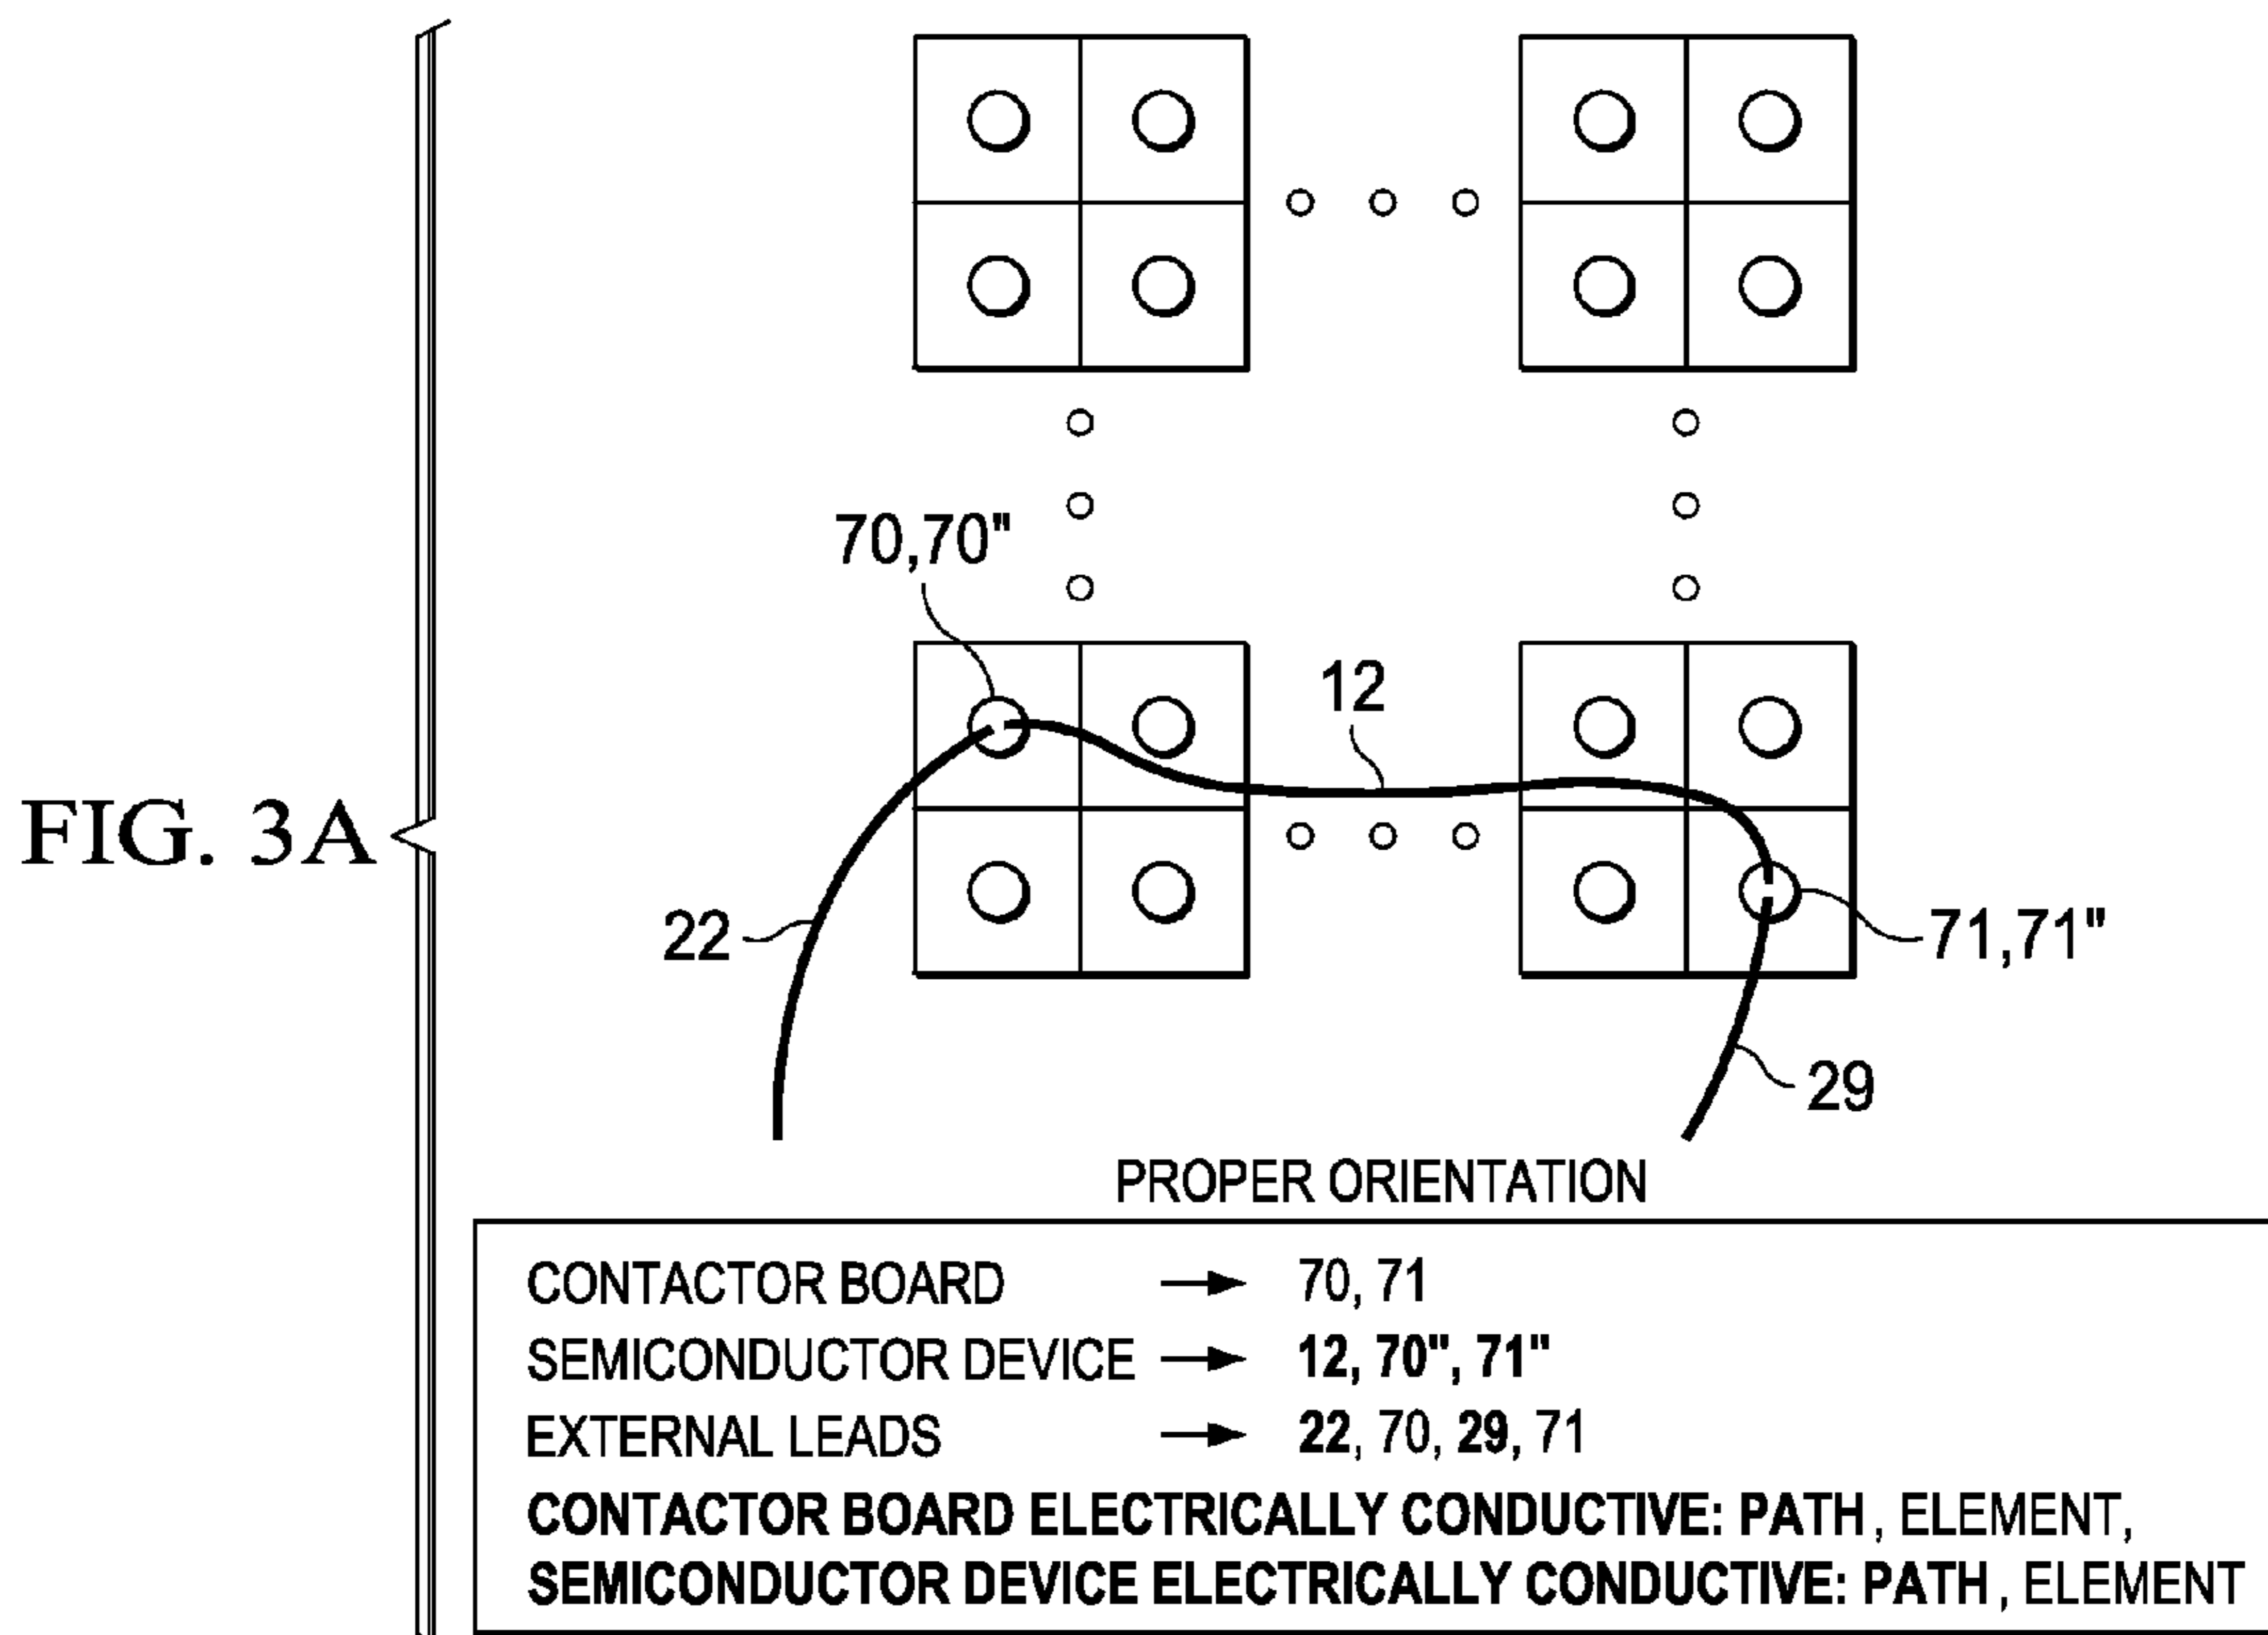 70,70"
12
FIG. 3A
22
71,71"
29
PROPER ORIENTATION
CONTACTOR BOARD → 70, 71
SEMICONDUCTOR DEVICE → 12, 70", 71"
EXTERNAL LEADS → 22, 70, 29, 71
CONTACTOR BOARD ELECTRICALLY CONDUCTIVE: PATH, ELEMENT,
SEMICONDUCTOR DEVICE ELECTRICALLY CONDUCTIVE: PATH, ELEMENT